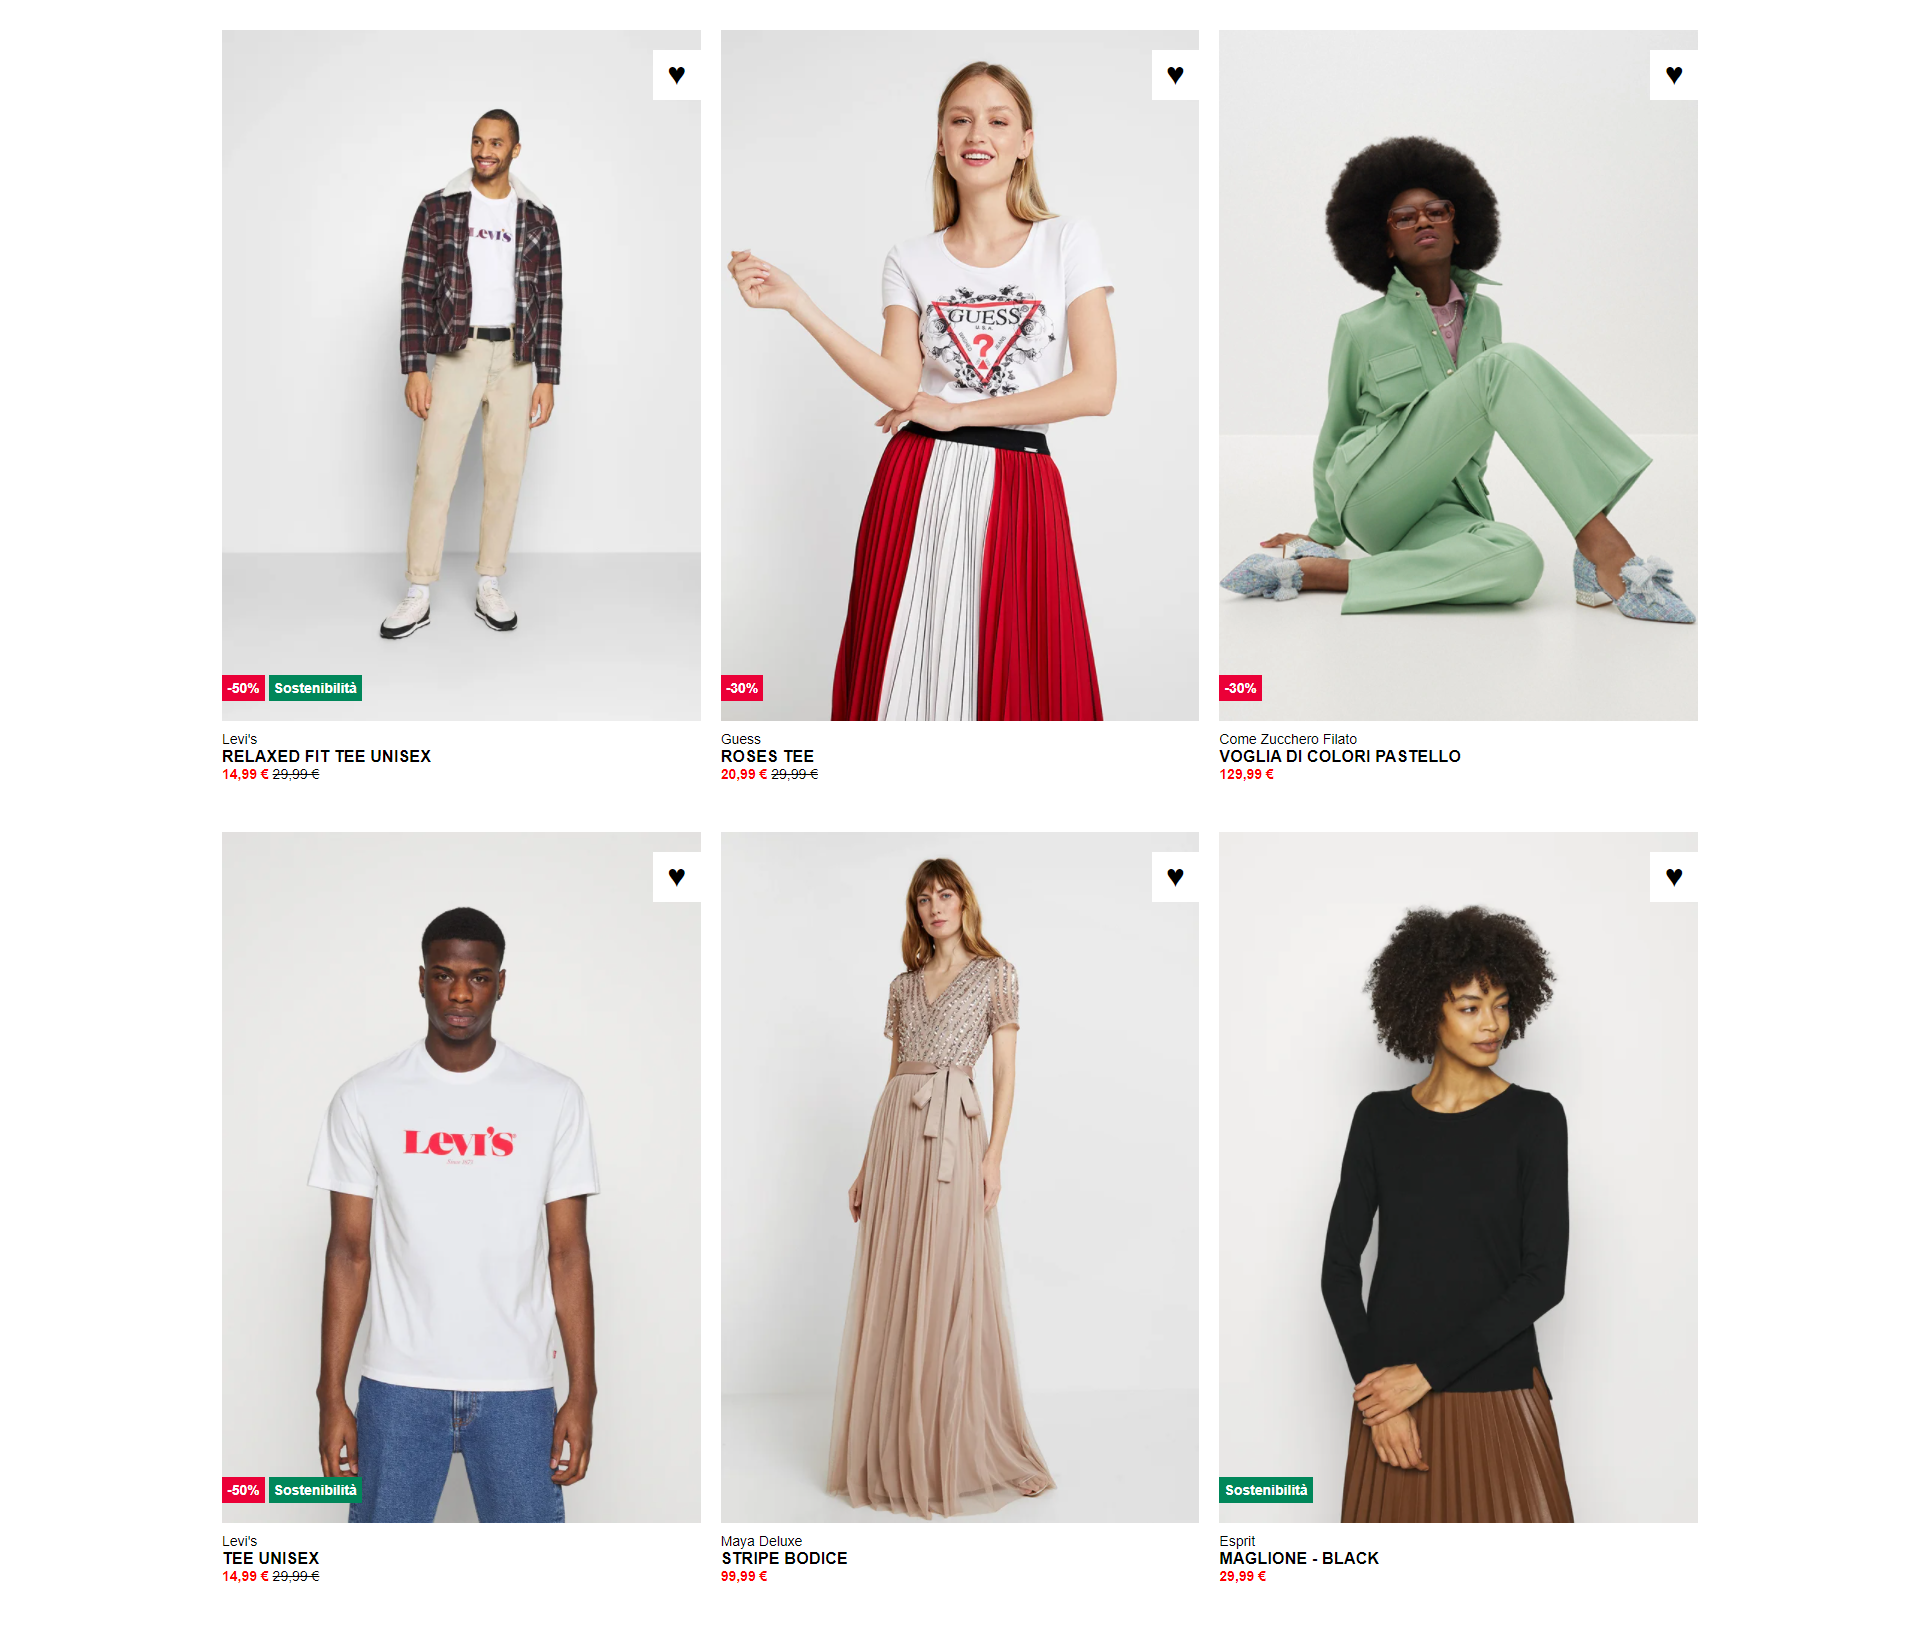 ♥
♥
♥
Levi's
GUESS®
U.S.A.
?
-50% Sostenibilità
-30%
-30%
Levi's
RELAXED FIT TEE UNISEX
14,99 € 29,99 €
Guess
ROSES TEE
20,99 € 29,99 €
Come Zucchero Filato
VOGLIA DI COLORI PASTELLO
129,99 €
♥
♥
♥
Levi's
-50% Sostenibilità
Sostenibilità
Levi's
TEE UNISEX
14,99 € 29,99 €
Maya Deluxe
STRIPE BODICE
99,99 €
Esprit
MAGLIONE - BLACK
29,99 €